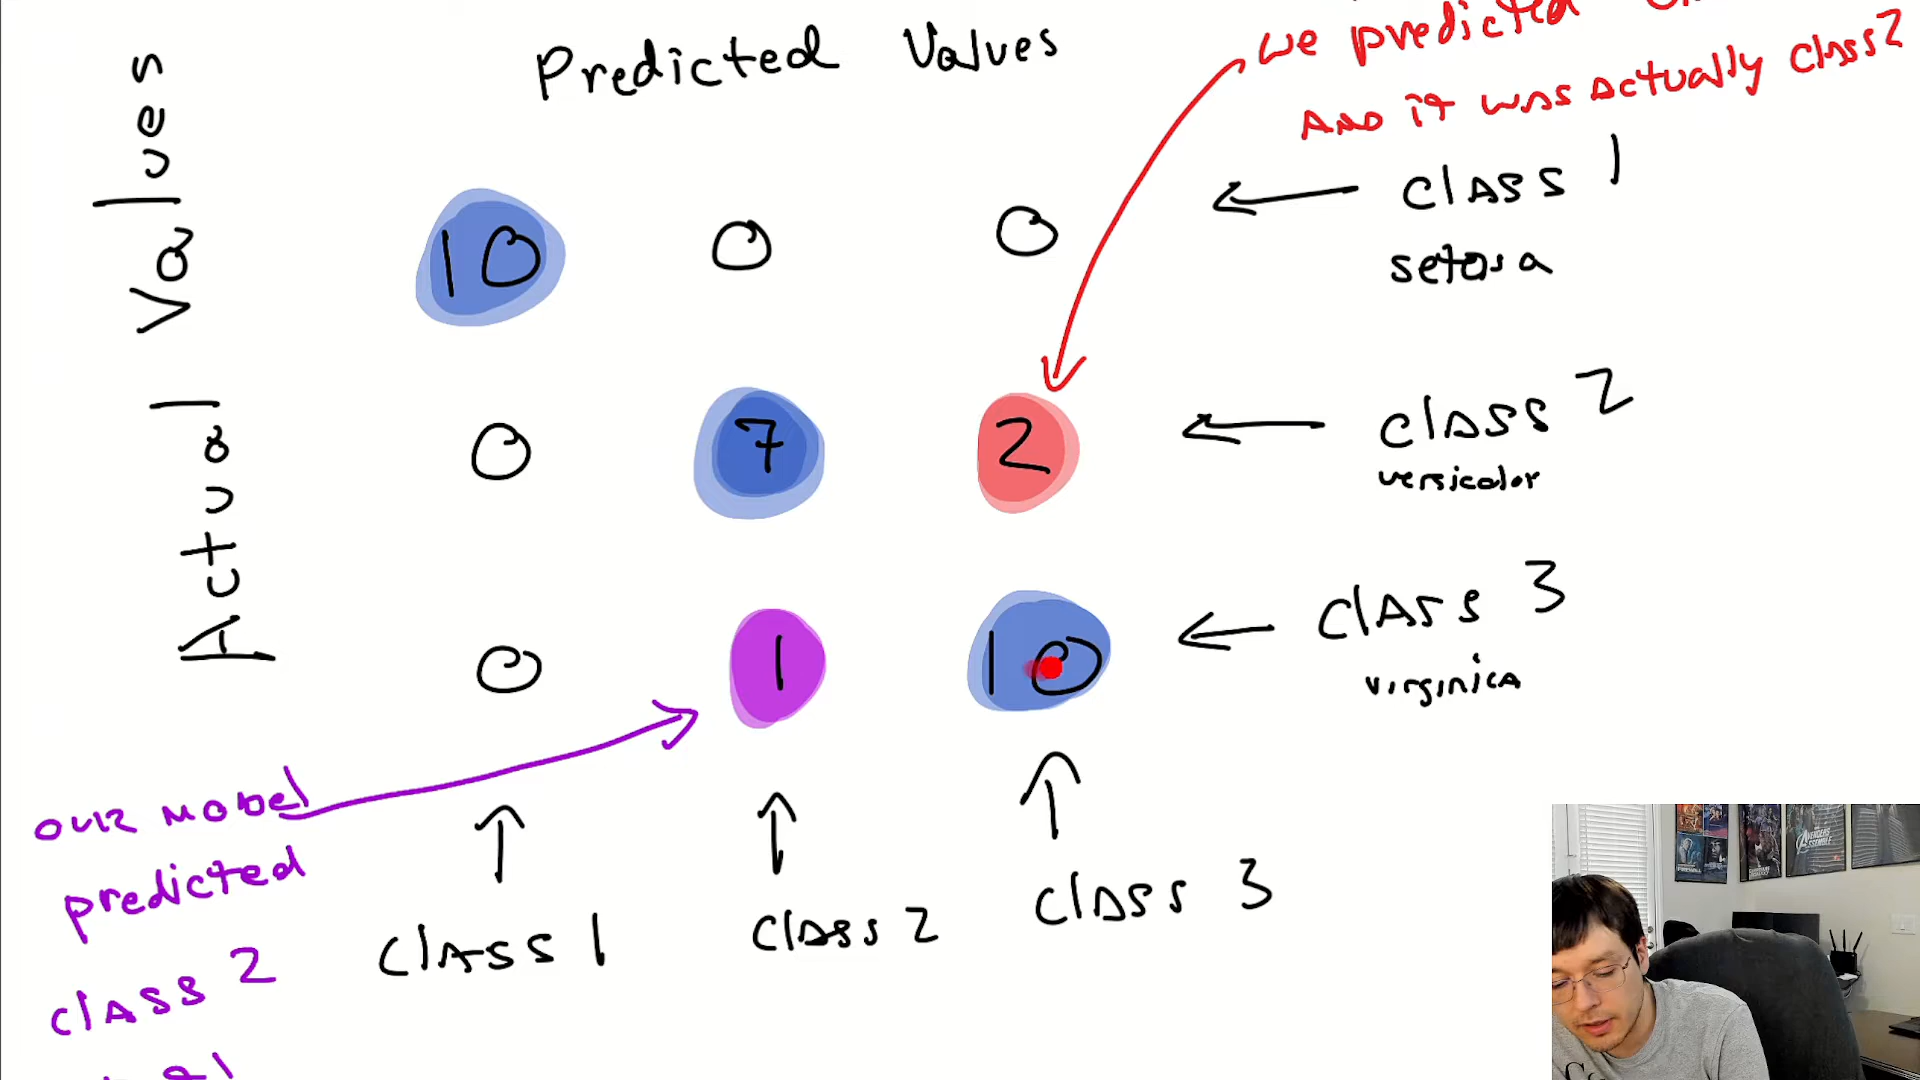 Predicted Values
we predicted
And it was actually class 2
Actual Values
10 0 0 ← class 1
setosa
0 7 2 ← class 2
versicolor
0 1 10 ← class 3
virginica
our model
predicted
class 2
class 1
class 2
class 3
AVENGERS
ASSEMBLE